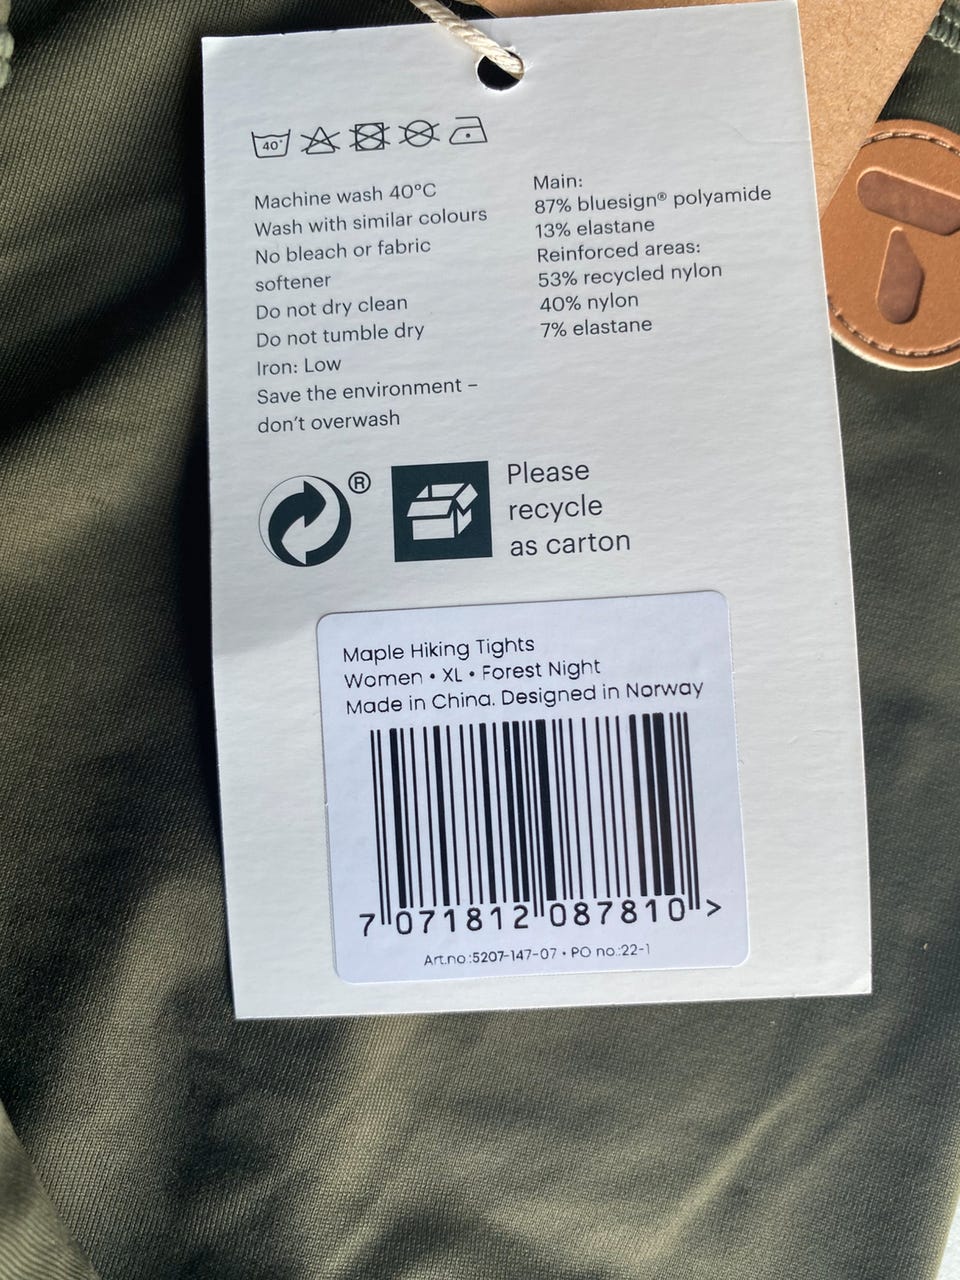 40°
Machine wash 40°C
Wash with similar colours
No bleach or fabric
softener
Do not dry clean
Do not tumble dry
Iron: Low
Save the environment –
don't overwash
Main:
87% bluesign® polyamide
13% elastane
Reinforced areas:
53% recycled nylon
40% nylon
7% elastane
®
Please
recycle
as carton
Maple Hiking Tights
Women • XL • Forest Night
Made in China. Designed in Norway
7 071812 087810 >
Art.no.:5207-147-07 • PO no.:22-1